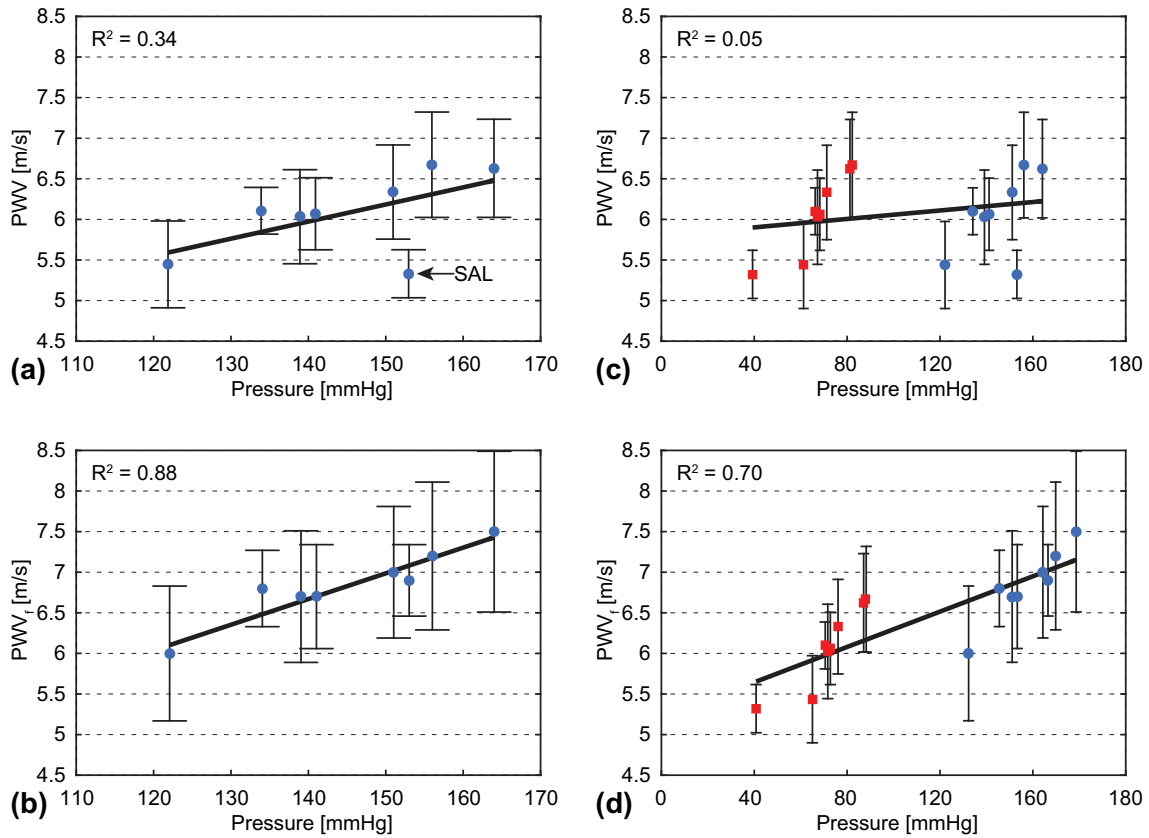 8.5
8
7.5
7
6.5
6
5.5
5
4.5
PWV [m/s]
R² = 0.34
SAL
110 120 130 140 150 160 170
Pressure [mmHg]
(a)
8.5
8
7.5
7
6.5
6
5.5
5
4.5
PWV [m/s]
R² = 0.05
0 40 80 120 160 180
Pressure [mmHg]
(c)
8.5
8
7.5
7
6.5
6
5.5
5
4.5
PWVf [m/s]
R² = 0.88
110 120 130 140 150 160 170
Pressure [mmHg]
(b)
8.5
8
7.5
7
6.5
6
5.5
5
4.5
PWVf [m/s]
R² = 0.70
0 40 80 120 160 180
Pressure [mmHg]
(d)